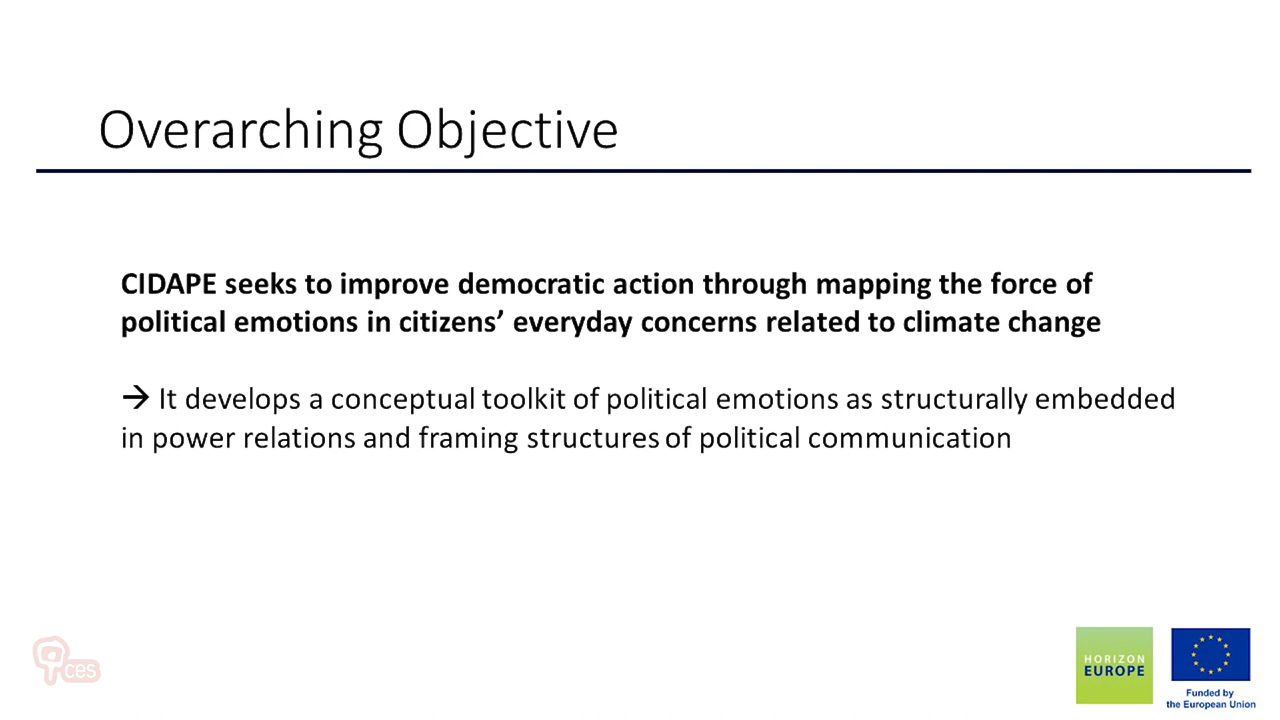 Overarching Objective
CIDAPE seeks to improve democratic action through mapping the force of
political emotions in citizens’ everyday concerns related to climate change
→ It develops a conceptual toolkit of political emotions as structurally embedded
in power relations and framing structures of political communication
ces
HORIZON
EUROPE
Funded by
the European Union